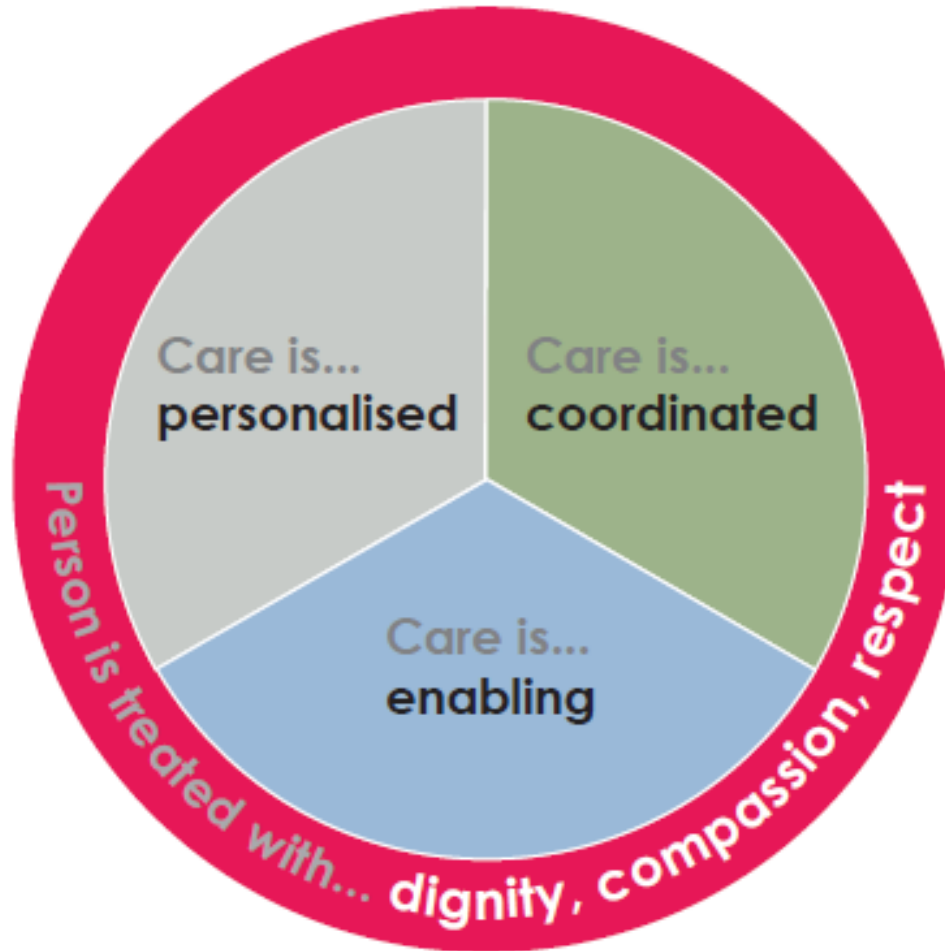 Care is...
personalised
Care is...
coordinated
Care is...
enabling
Person is treated with... dignity, compassion, respect